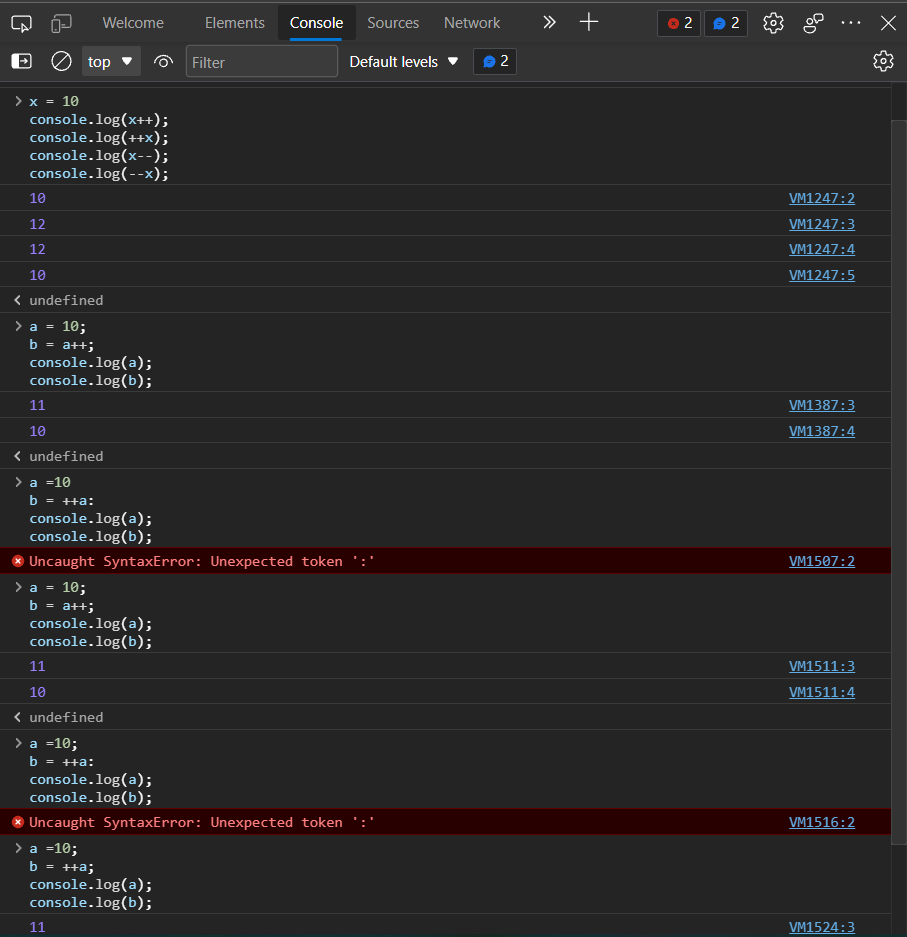 Welcome Elements Console Sources Network 2 2
top Filter Default levels 2
x = 10
console.log(x++);
console.log(++x);
console.log(x--);
console.log(--x);
10 VM1247:2
12 VM1247:3
12 VM1247:4
10 VM1247:5
undefined
a = 10;
b = a++;
console.log(a);
console.log(b);
11 VM1387:3
10 VM1387:4
undefined
a =10
b = ++a:
console.log(a);
console.log(b);
Uncaught SyntaxError: Unexpected token ':' VM1507:2
a = 10;
b = a++;
console.log(a);
console.log(b);
11 VM1511:3
10 VM1511:4
undefined
a =10;
b = ++a:
console.log(a);
console.log(b);
Uncaught SyntaxError: Unexpected token ':' VM1516:2
a =10;
b = ++a;
console.log(a);
console.log(b);
11 VM1524:3